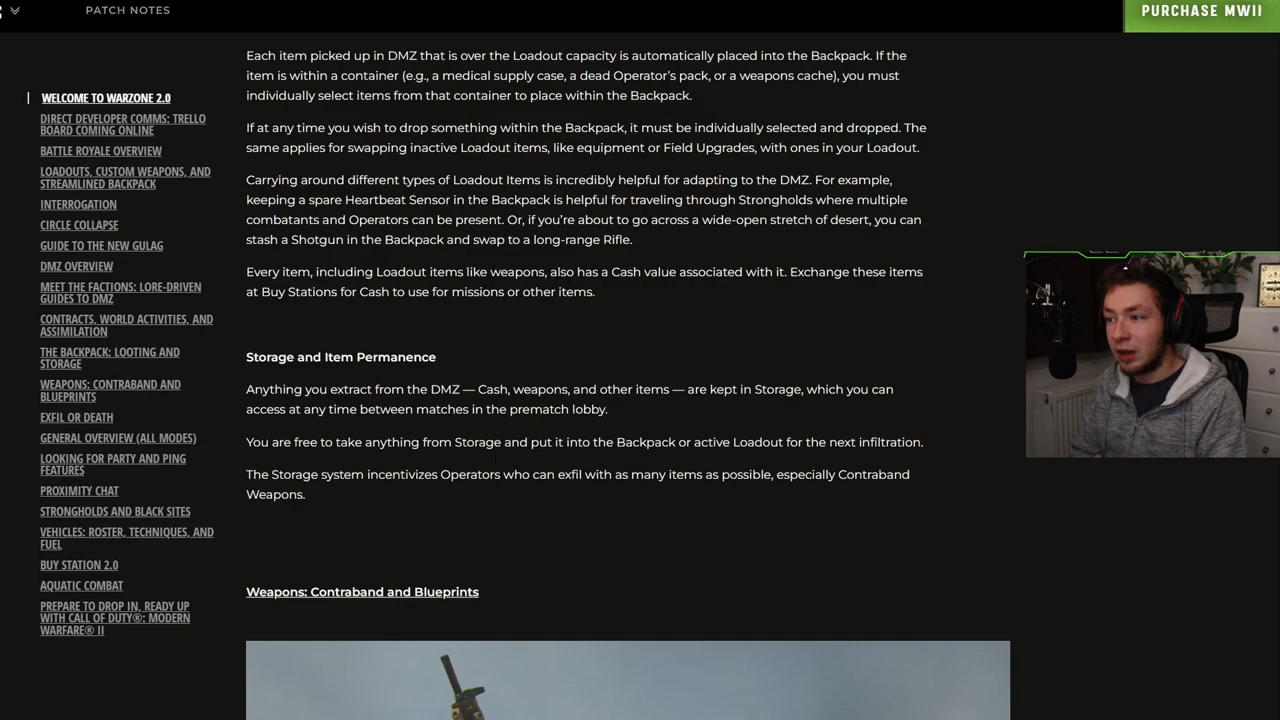 PATCH NOTES
PURCHASE MWII
WELCOME TO WARZONE 2.0
DIRECT DEVELOPER COMMS: TRELLO
BOARD COMING ONLINE
BATTLE ROYALE OVERVIEW
LOADOUTS, CUSTOM WEAPONS, AND
STREAMLINED BACKPACK
INTERROGATION
CIRCLE COLLAPSE
GUIDE TO THE NEW GULAG
DMZ OVERVIEW
MEET THE FACTIONS: LORE-DRIVEN
GUIDES TO DMZ
CONTRACTS, WORLD ACTIVITIES, AND
ASSIMILATION
THE BACKPACK: LOOTING AND
STORAGE
WEAPONS: CONTRABAND AND
BLUEPRINTS
EXFIL OR DEATH
GENERAL OVERVIEW (ALL MODES)
LOOKING FOR PARTY AND PING
FEATURES
PROXIMITY CHAT
STRONGHOLDS AND BLACK SITES
VEHICLES: ROSTER, TECHNIQUES, AND
FUEL
BUY STATION 2.0
AQUATIC COMBAT
PREPARE TO DROP IN, READY UP
WITH CALL OF DUTY®: MODERN
WARFARE® II
Each item picked up in DMZ that is over the Loadout capacity is automatically placed into the Backpack. If the
item is within a container (e.g., a medical supply case, a dead Operator's pack, or a weapons cache), you must
individually select items from that container to place within the Backpack.
If at any time you wish to drop something within the Backpack, it must be individually selected and dropped. The
same applies for swapping inactive Loadout items, like equipment or Field Upgrades, with ones in your Loadout.
Carrying around different types of Loadout Items is incredibly helpful for adapting to the DMZ. For example,
keeping a spare Heartbeat Sensor in the Backpack is helpful for traveling through Strongholds where multiple
combatants and Operators can be present. Or, if you're about to go across a wide-open stretch of desert, you can
stash a Shotgun in the Backpack and swap to a long-range Rifle.
Every item, including Loadout items like weapons, also has a Cash value associated with it. Exchange these items
at Buy Stations for Cash to use for missions or other items.
Storage and Item Permanence
Anything you extract from the DMZ — Cash, weapons, and other items — are kept in Storage, which you can
access at any time between matches in the prematch lobby.
You are free to take anything from Storage and put it into the Backpack or active Loadout for the next infiltration.
The Storage system incentivizes Operators who can exfil with as many items as possible, especially Contraband
Weapons.
Weapons: Contraband and Blueprints